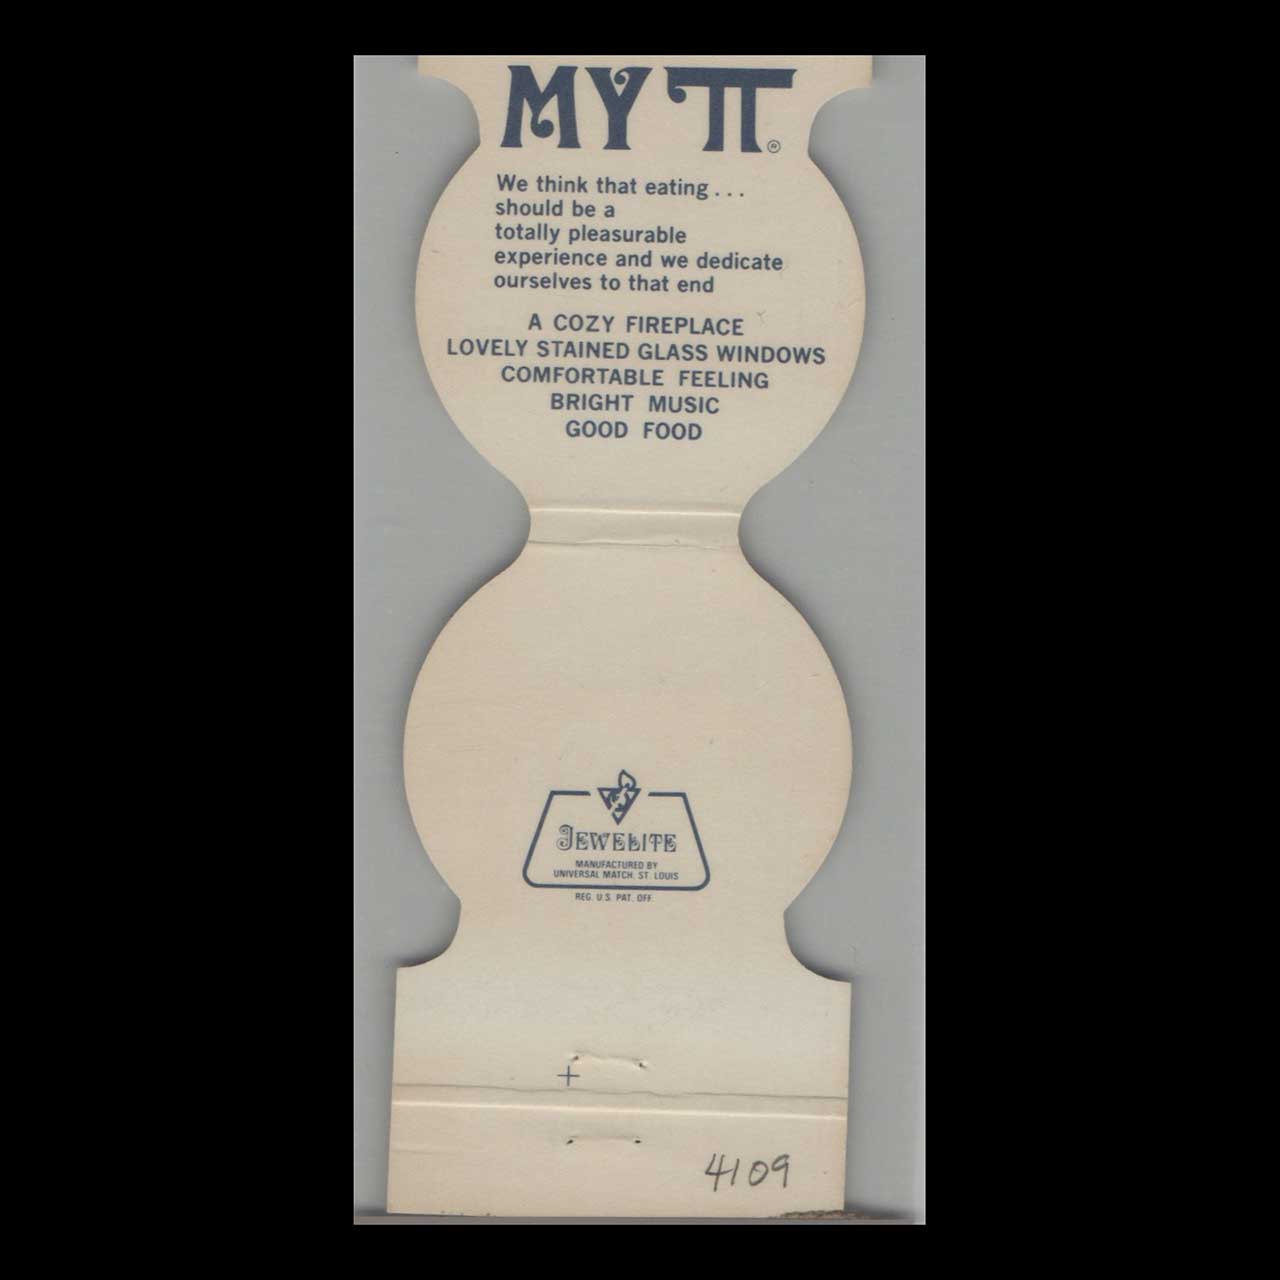 MY π®
We think that eating...
should be a
totally pleasurable
experience and we dedicate
ourselves to that end
A COZY FIREPLACE
LOVELY STAINED GLASS WINDOWS
COMFORTABLE FEELING
BRIGHT MUSIC
GOOD FOOD
JEWELITE
MANUFACTURED BY
UNIVERSAL MATCH, ST. LOUIS
REG. U.S. PAT. OFF.
+
4109